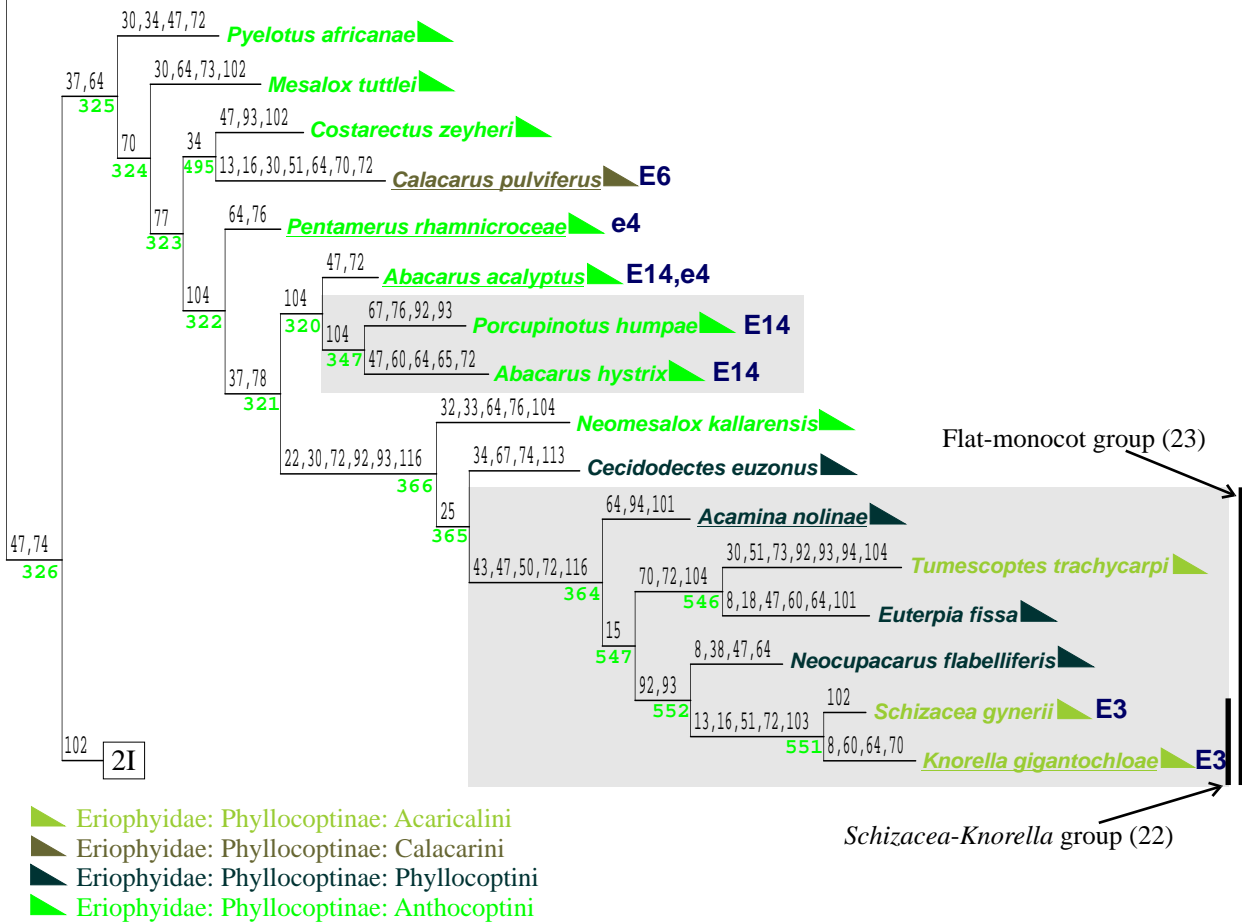 30,34,47,72
Pyelotus africanae
37,64
325
30,64,73,102
Mesalox tuttlei
70
324
47,93,102
Costarectus zeyheri
34
495
13,16,30,51,64,70,72
Calacarus pulviferus E6
77
323
64,76
Pentamerus rhamnicroceae e4
104
322
47,72
Abacarus acalyptus E14,e4
104
320
67,76,92,93
Porcupinotus humpae E14
104
347
47,60,64,65,72
Abacarus hystrix E14
37,78
321
32,33,64,76,104
Neomesalox kallarensis
22,30,72,92,93,116
366
34,67,74,113
Cecidodectes euzonus
25
365
Flat-monocot group (23)
64,94,101
Acamina nolinae
43,47,50,72,116
364
30,51,73,92,93,94,104
Tumescoptes trachycarpi
70,72,104
546
8,18,47,60,64,101
Euterpia fissa
15
547
8,38,47,64
Neocupacarus flabelliferis
92,93
552
102
Schizacea gynerii E3
13,16,51,72,103
551
8,60,64,70
Knorella gigantochloae E3
47,74
326
102
2I
Schizacea-Knorella group (22)
Eriophyidae: Phyllocoptinae: Acaricalini
Eriophyidae: Phyllocoptinae: Calacarini
Eriophyidae: Phyllocoptinae: Phyllocoptini
Eriophyidae: Phyllocoptinae: Anthocoptini